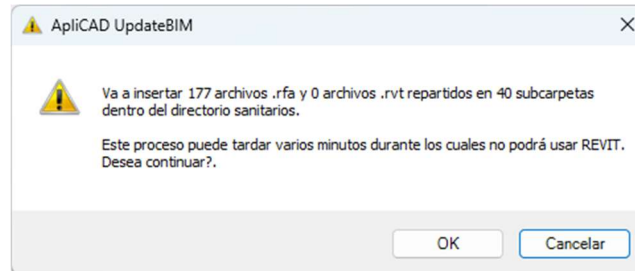 ApliCAD UpdateBIM
Va a insertar 177 archivos .rfa y 0 archivos .rvt repartidos en 40 subcarpetas
dentro del directorio sanitarios.
Este proceso puede tardar varios minutos durante los cuales no podrá usar REVIT.
Desea continuar?.
OK
Cancelar